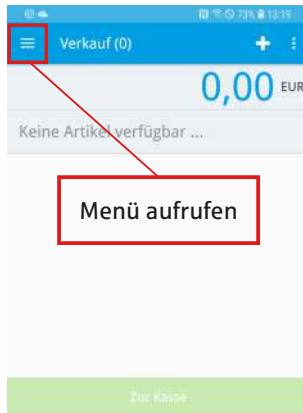 73% 13:19
Verkauf (0)
0,00 EUR
Keine Artikel verfügbar ...
Menü aufrufen
Zur Kasse